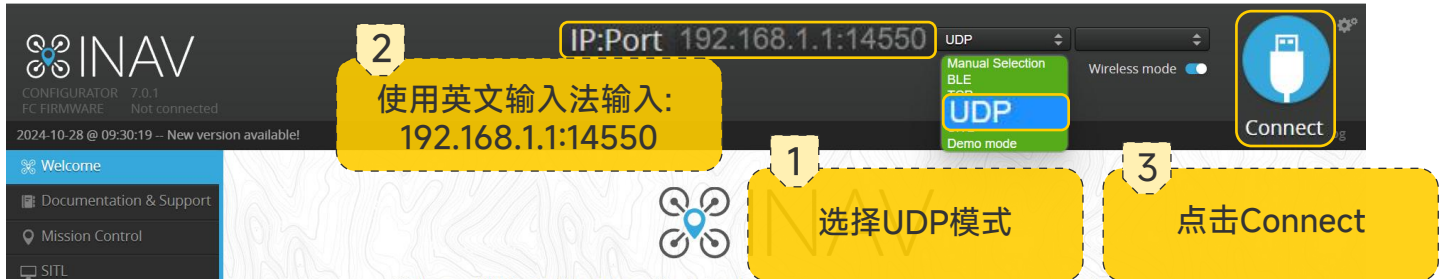 INAV
CONFIGURATOR 7.0.1
FC FIRMWARE Not connected
2024-10-28 @ 09:30:19 -- New version available!
2
使用英文输入法输入:
192.168.1.1:14550
IP:Port 192.168.1.1:14550
UDP
Manual Selection
BLE
UDP
Demo mode
Wireless mode
Connect
Welcome
Documentation & Support
Mission Control
SITL
INAV
1
选择UDP模式
3
点击Connect